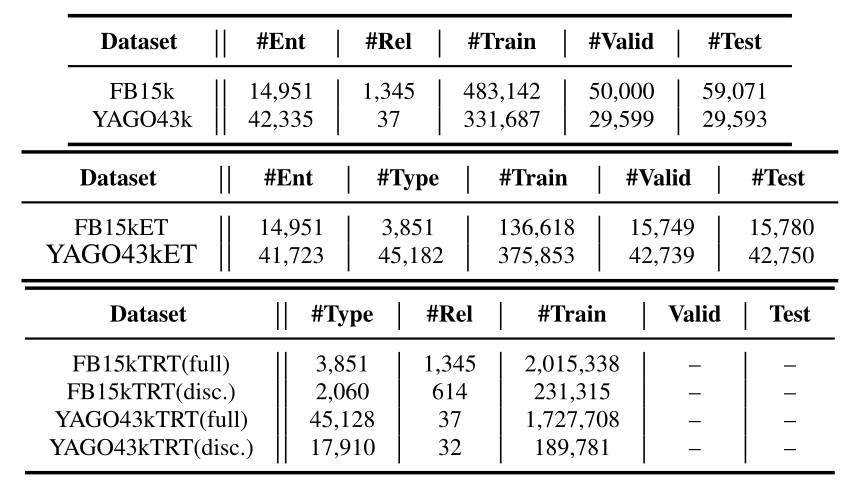 Dataset #Ent #Rel #Train #Valid #Test
FB15k 14,951 1,345 483,142 50,000 59,071
YAGO43k 42,335 37 331,687 29,599 29,593
Dataset #Ent #Type #Train #Valid #Test
FB15kET 14,951 3,851 136,618 15,749 15,780
YAGO43kET 41,723 45,182 375,853 42,739 42,750
Dataset #Type #Rel #Train Valid Test
FB15kTRT(full) 3,851 1,345 2,015,338 – –
FB15kTRT(disc.) 2,060 614 231,315 – –
YAGO43kTRT(full) 45,128 37 1,727,708 – –
YAGO43kTRT(disc.) 17,910 32 189,781 – –